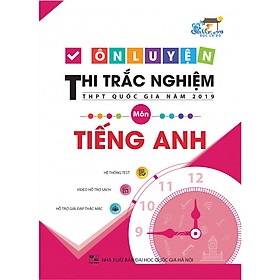 ÔN LUYỆN
THI TRẮC NGHIỆM
THPT QUỐC GIA NĂM 2019
Môn
TIẾNG ANH
HỆ THỐNG TEST
VIDEO HỖ TRỢ SÁCH
HỖ TRỢ GIẢI ĐÁP THẮC MẮC
11
12
1
10
2
9
3
NHÀ XUẤT BẢN ĐẠI HỌC QUỐC GIA HÀ NỘI